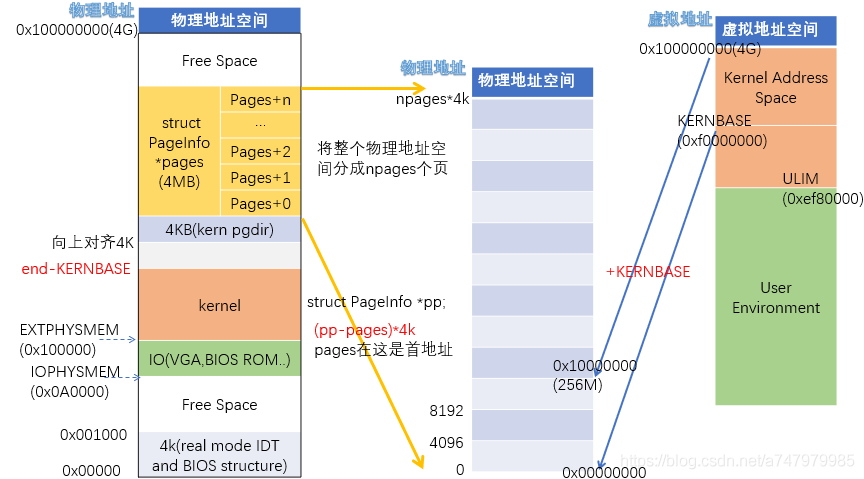 物理地址
物理地址空间
0x100000000(4G)
Free Space
struct
PageInfo
*pages
(4MB)
Pages+n
...
Pages+2
Pages+1
Pages+0
4KB(kern pgdir)
向上对齐4K
end-KERNBASE
kernel
EXTPHYSMEM
(0x100000)
IO(VGA,BIOS ROM..)
IOPHYSMEM
(0x0A0000)
Free Space
0x001000
4k(real mode IDT
and BIOS structure)
0x00000
物理地址
物理地址空间
npages*4k
将整个物理地址空
间分成npages个页
struct PageInfo *pp;
(pp-pages)*4k
pages在这是首地址
8192
4096
0
0x10000000
(256M)
0x00000000
+KERNBASE
虚拟地址
虚拟地址空间
0x100000000(4G)
Kernel Address
Space
KERNBASE
(0xf0000000)
ULIM
(0xef80000)
User
Environment
https://blog.csdn.net/a747979985